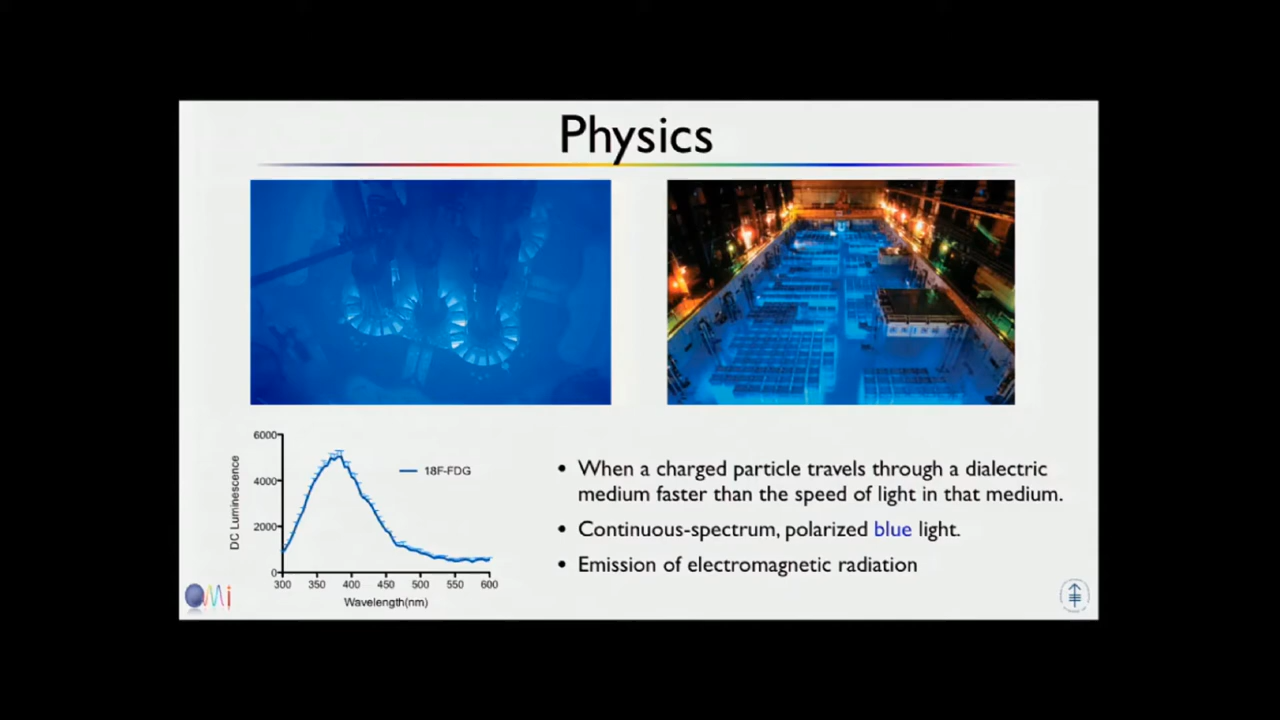 Physics
6000
4000
2000
0
DC Luminescence
18F-FDG
300 350 400 450 500 550 600
Wavelength(nm)
• When a charged particle travels through a dialectric
medium faster than the speed of light in that medium.
• Continuous-spectrum, polarized blue light.
• Emission of electromagnetic radiation
OMi